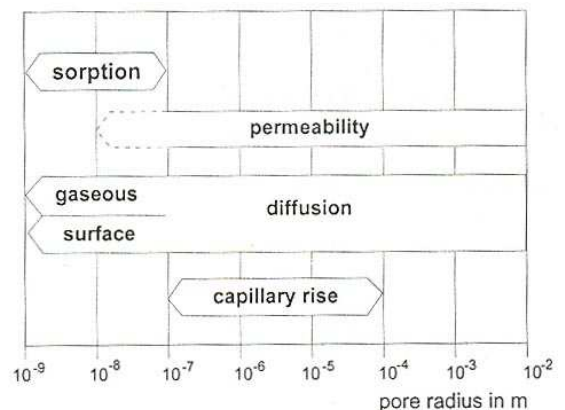 sorption
permeability
gaseous
diffusion
surface
capillary rise
10⁻⁹ 10⁻⁸ 10⁻⁷ 10⁻⁶ 10⁻⁵ 10⁻⁴ 10⁻³ 10⁻²
pore radius in m